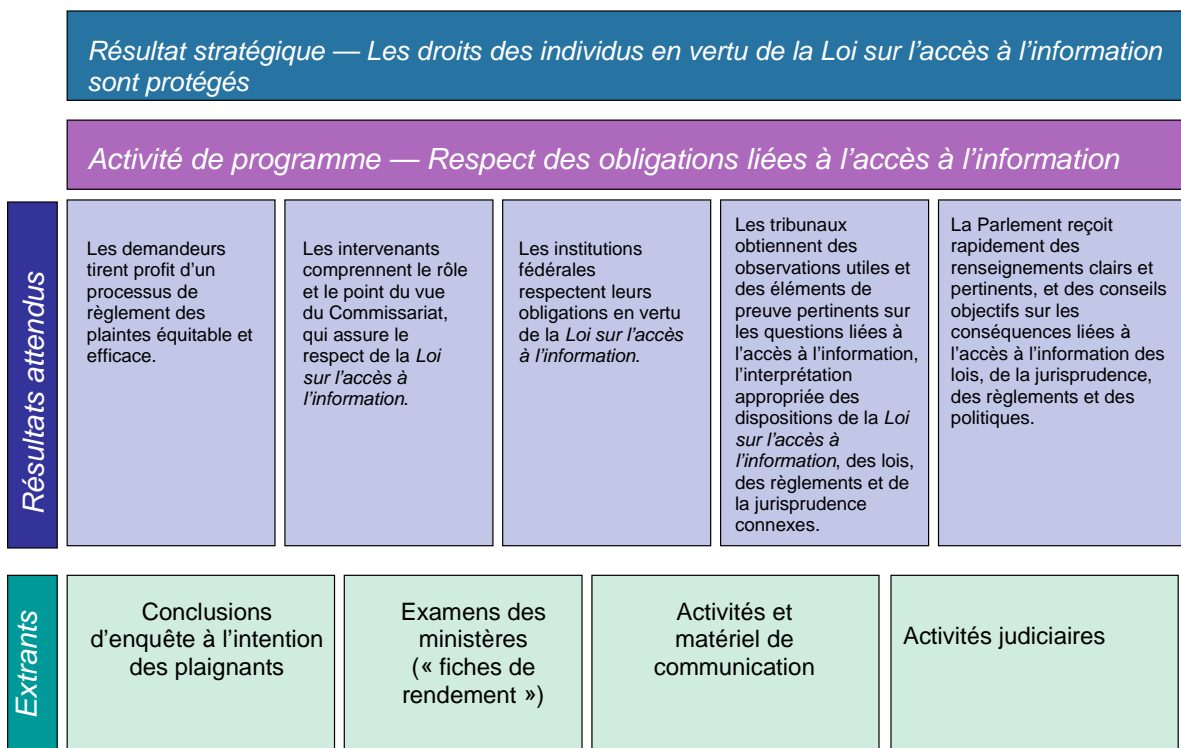 Résultat stratégique — Les droits des individus en vertu de la Loi sur l'accès à l'information
sont protégés
Activité de programme — Respect des obligations liées à l'accès à l'information
Résultats attendus
Les demandeurs
tirent profit d'un
processus de
règlement des
plaintes équitable et
efficace.
Les intervenants
comprennent le rôle
et le point du vue
du Commissariat,
qui assure le
respect de la Loi
sur l'accès à
l'information.
Les institutions
fédérales
respectent leurs
obligations en vertu
de la Loi sur l'accès
à l'information.
Les tribunaux
obtiennent des
observations utiles et
des éléments de
preuve pertinents sur
les questions liées à
l'accès à l'information,
l'interprétation
appropriée des
dispositions de la Loi
sur l'accès à
l'information, des lois,
des règlements et de
la jurisprudence
connexes.
La Parlement reçoit
rapidement des
renseignements clairs et
pertinents, et des conseils
objectifs sur les
conséquences liées à
l'accès à l'information des
lois, de la jurisprudence,
des règlements et des
politiques.
Extrants
Conclusions
d'enquête à l'intention
des plaignants
Examens des
ministères
(« fiches de
rendement »)
Activités et
matériel de
communication
Activités judiciaires